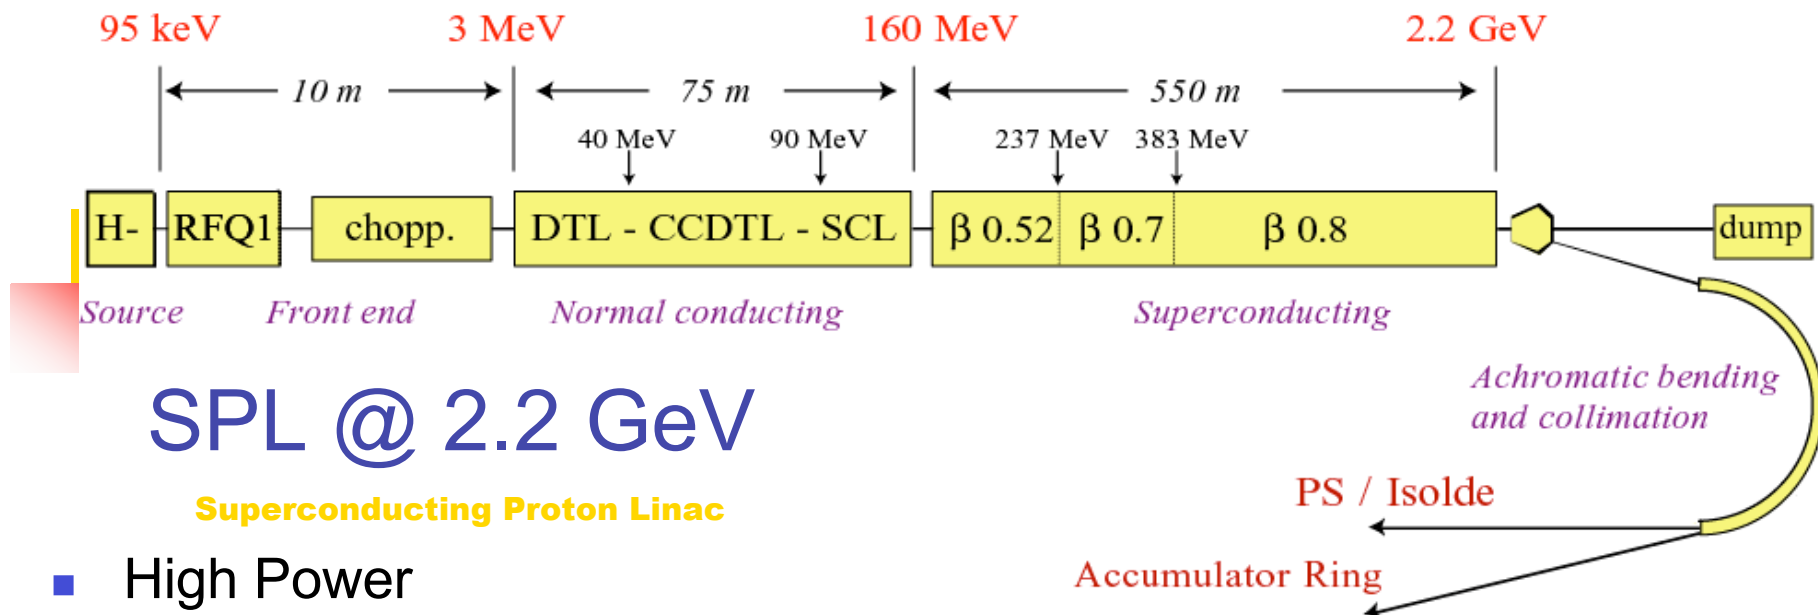 95 keV 3 MeV 160 MeV 2.2 GeV
10 m 75 m 550 m
40 MeV 90 MeV 237 MeV 383 MeV
H- RFQ1 chopp. DTL - CCDTL - SCL β 0.52 β 0.7 β 0.8 dump
Source Front end Normal conducting Superconducting
Achromatic bending
and collimation
SPL @ 2.2 GeV
Superconducting Proton Linac
PS / Isolde
Accumulator Ring
High Power